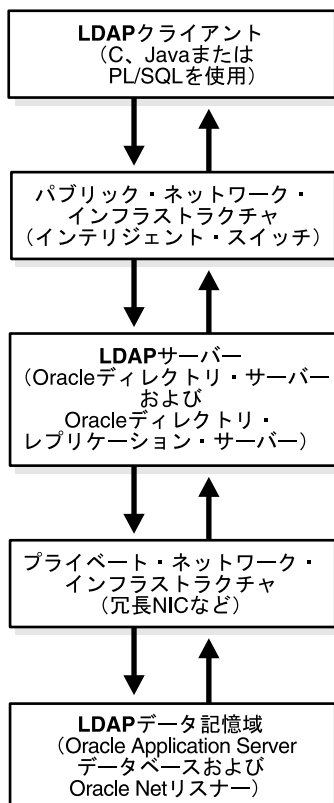 LDAPクライアント
(C、Javaまたは
PL/SQLを使用)
パブリック・ネットワーク・
インフラストラクチャ
(インテリジェント・スイッチ)
LDAPサーバー
(Oracleディレクトリ・サーバー
および
Oracleディレクトリ・
レプリケーション・サーバー)
プライベート・ネットワーク・
インフラストラクチャ
(冗長NICなど)
LDAPデータ記憶域
(Oracle Application Server
データベースおよび
Oracle Netリスナー)